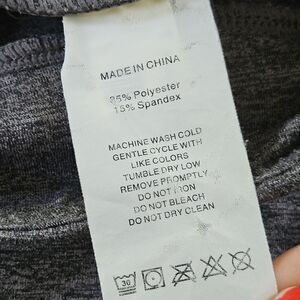 MADE IN CHINA
85% Polyester
15% Spandex
MACHINE WASH COLD
GENTLE CYCLE WITH
LIKE COLORS
TUMBLE DRY LOW
REMOVE PROMPTLY
DO NOT IRON
DO NOT BLEACH
DO NOT DRY CLEAN
30